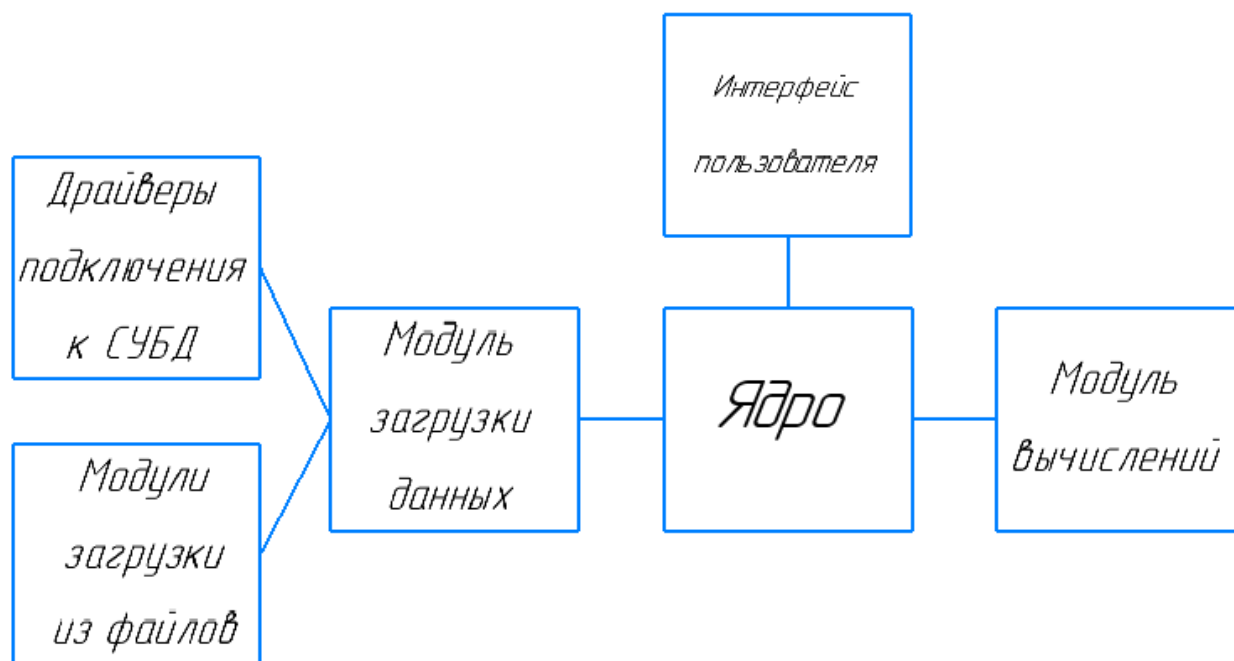 Интерфейс
пользователя
Драйверы
подключения
к СУБД
Модуль
загрузки
данных
Ядро
Модуль
вычислений
Модули
загрузки
из файлов